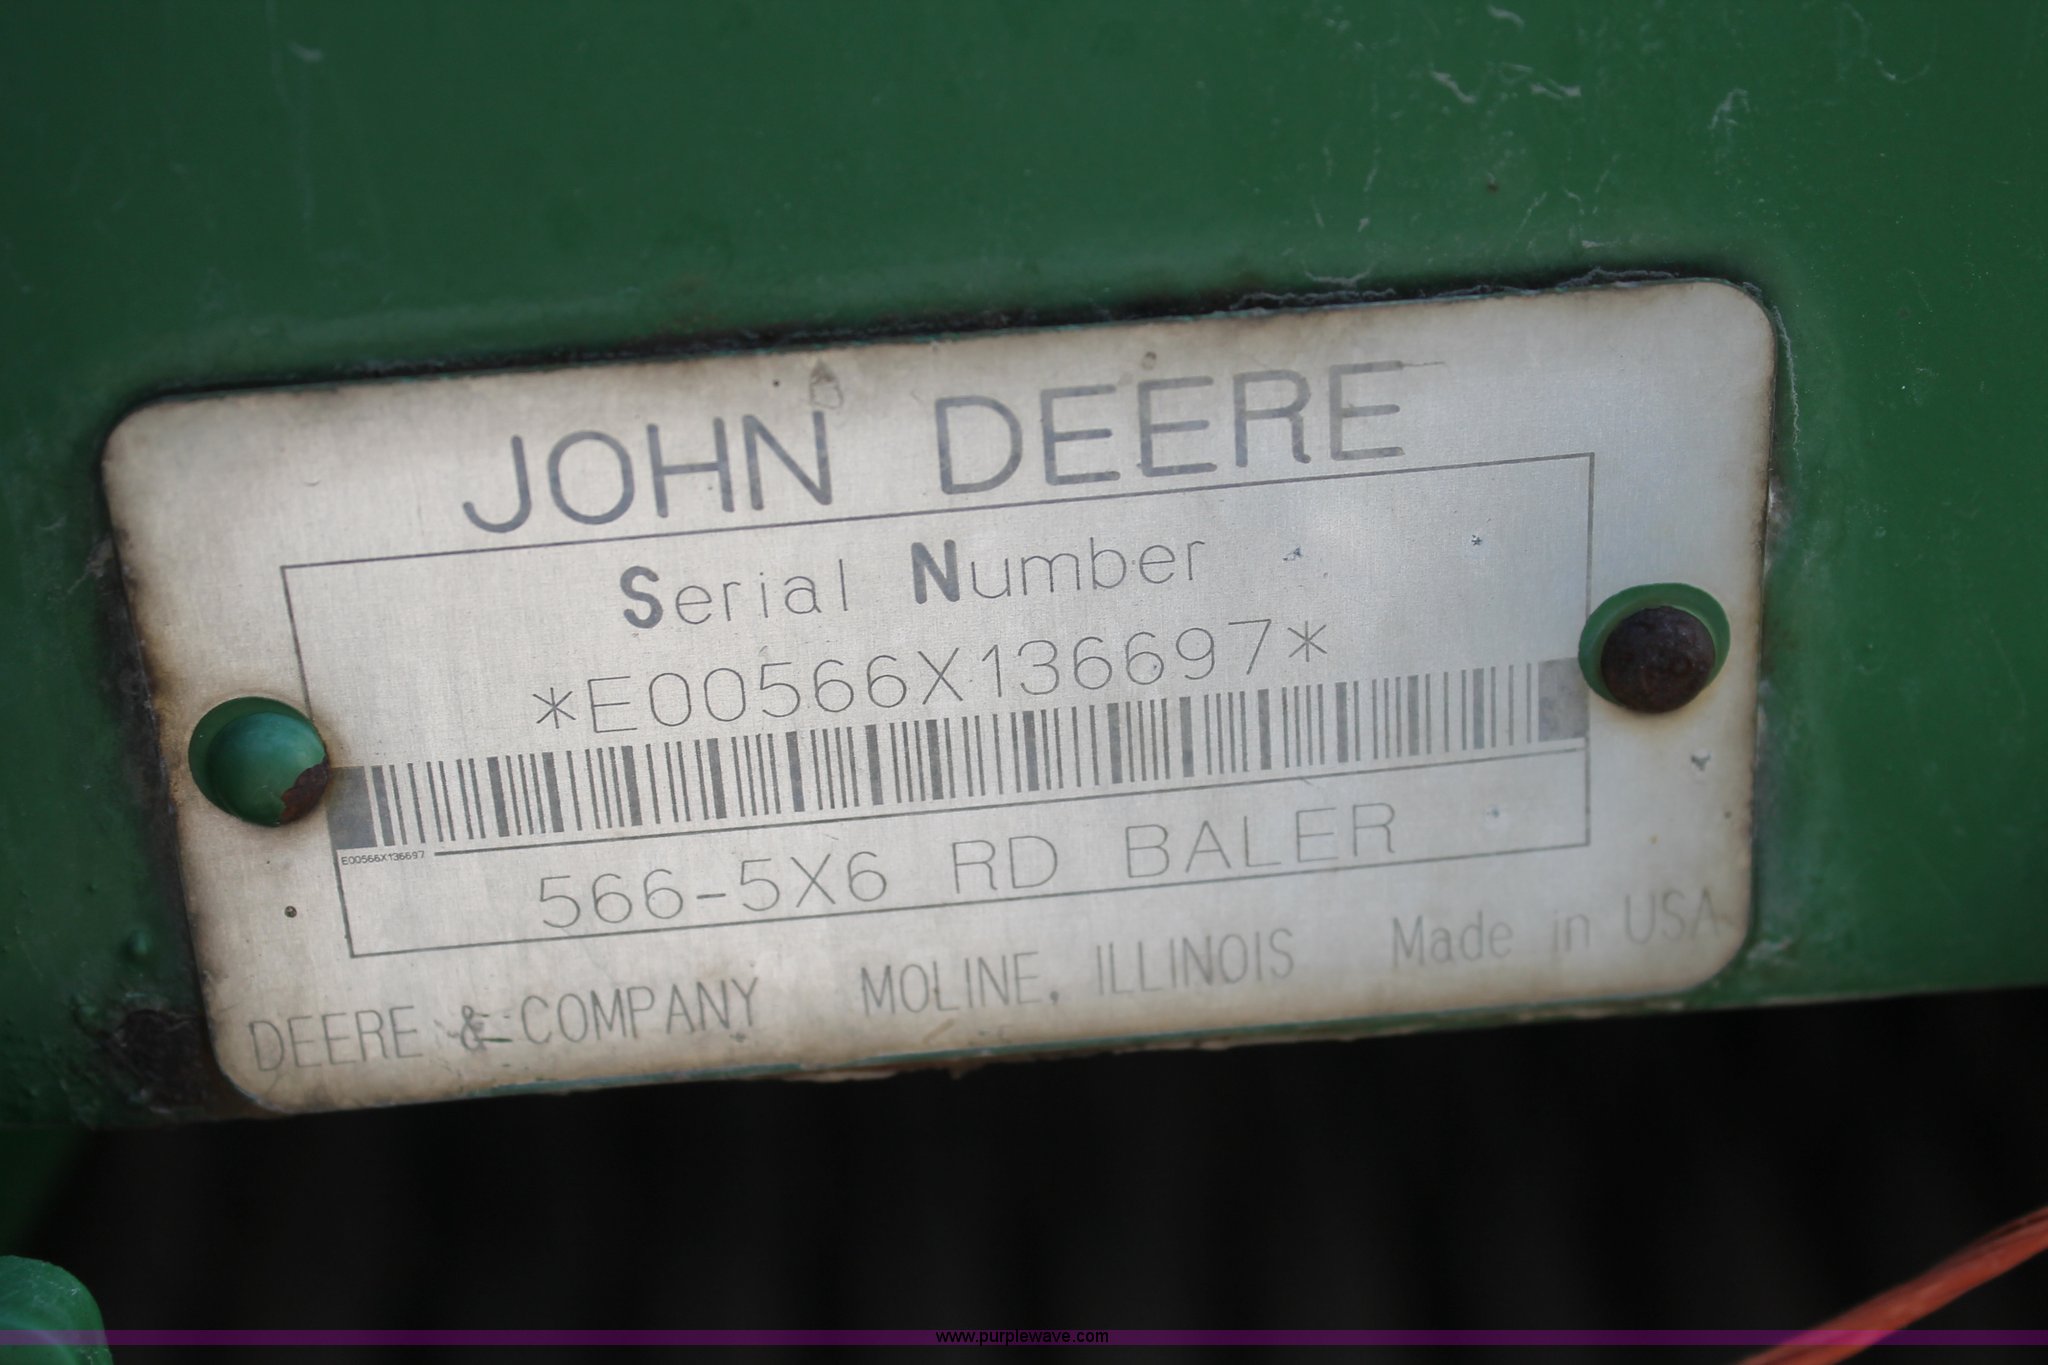 JOHN DEERE
Serial Number
*E00566X136697*
E00566X136697
566-5X6 RD BALER
DEERE & COMPANY MOLINE, ILLINOIS Made in USA
www.purplewave.com